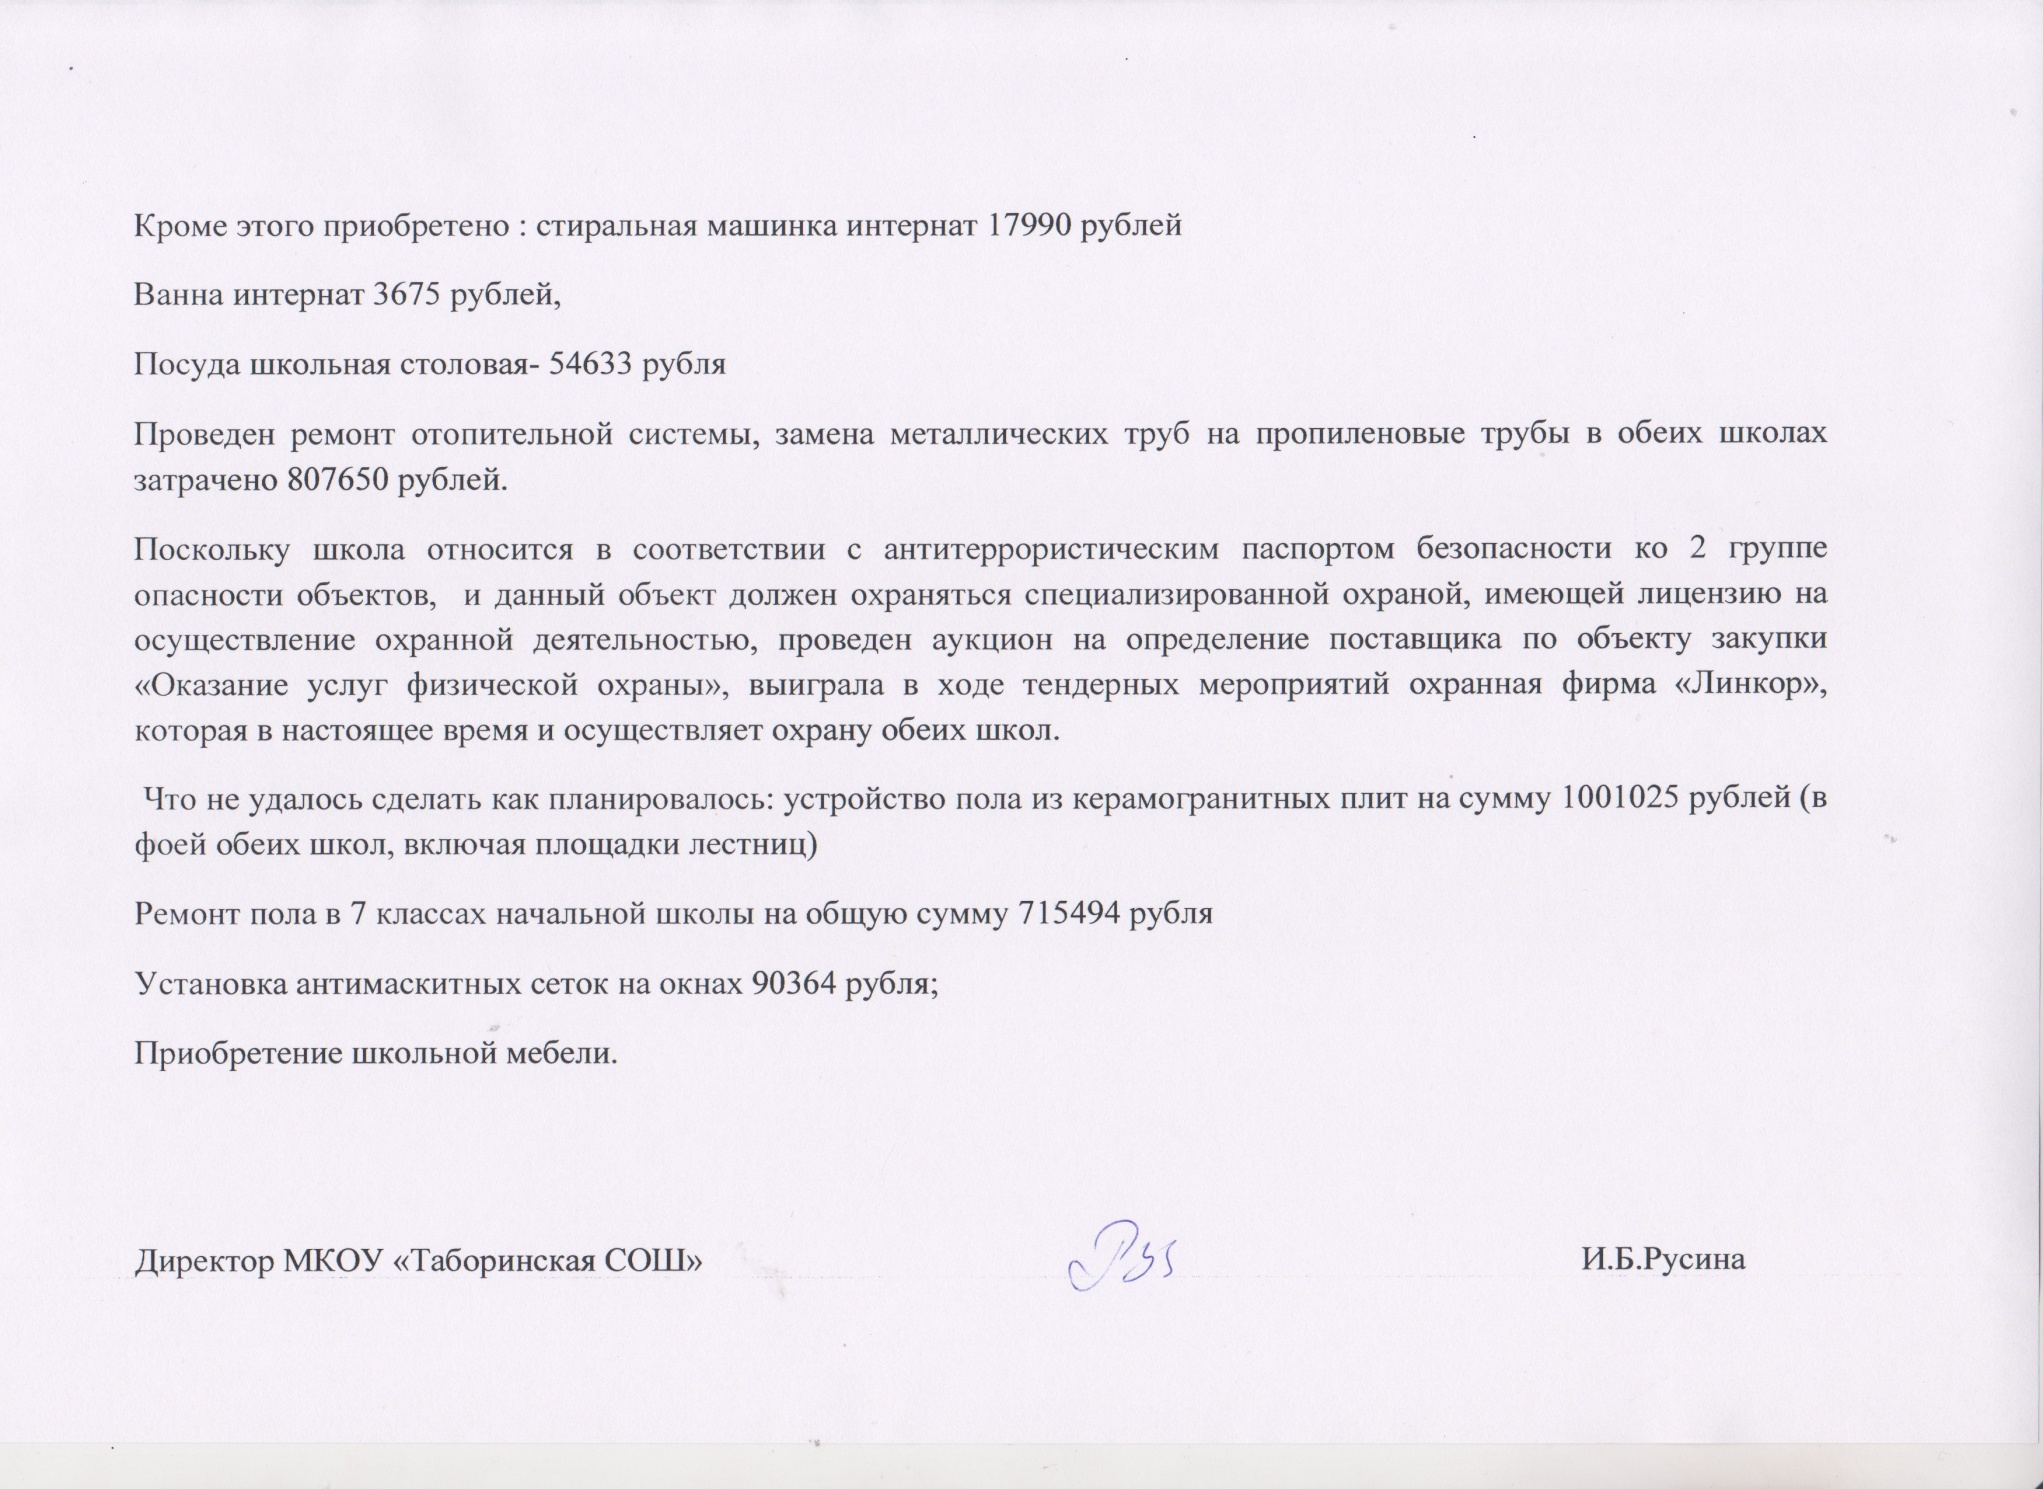 Кроме этого приобретено : стиральная машинка интернат 17990 рублей
Ванна интернат 3675 рублей,
Посуда школьная столовая- 54633 рубля
Проведен ремонт отопительной системы, замена металлических труб на пропиленовые трубы в обеих школах
затрачено 807650 рублей.
Поскольку школа относится в соответствии с антитеррористическим паспортом безопасности ко 2 группе
опасности объектов, и данный объект должен охраняться специализированной охраной, имеющей лицензию на
осуществление охранной деятельностью, проведен аукцион на определение поставщика по объекту закупки
«Оказание услуг физической охраны», выиграла в ходе тендерных мероприятий охранная фирма «Линкор»,
которая в настоящее время и осуществляет охрану обеих школ.
Что не удалось сделать как планировалось: устройство пола из керамогранитных плит на сумму 1001025 рублей (в
фоей обеих школ, включая площадки лестниц)
Ремонт пола в 7 классах начальной школы на общую сумму 715494 рубля
Установка антимаскитных сеток на окнах 90364 рубля;
Приобретение школьной мебели.
Директор МКОУ «Таборинская СОШ» И.Б.Русина